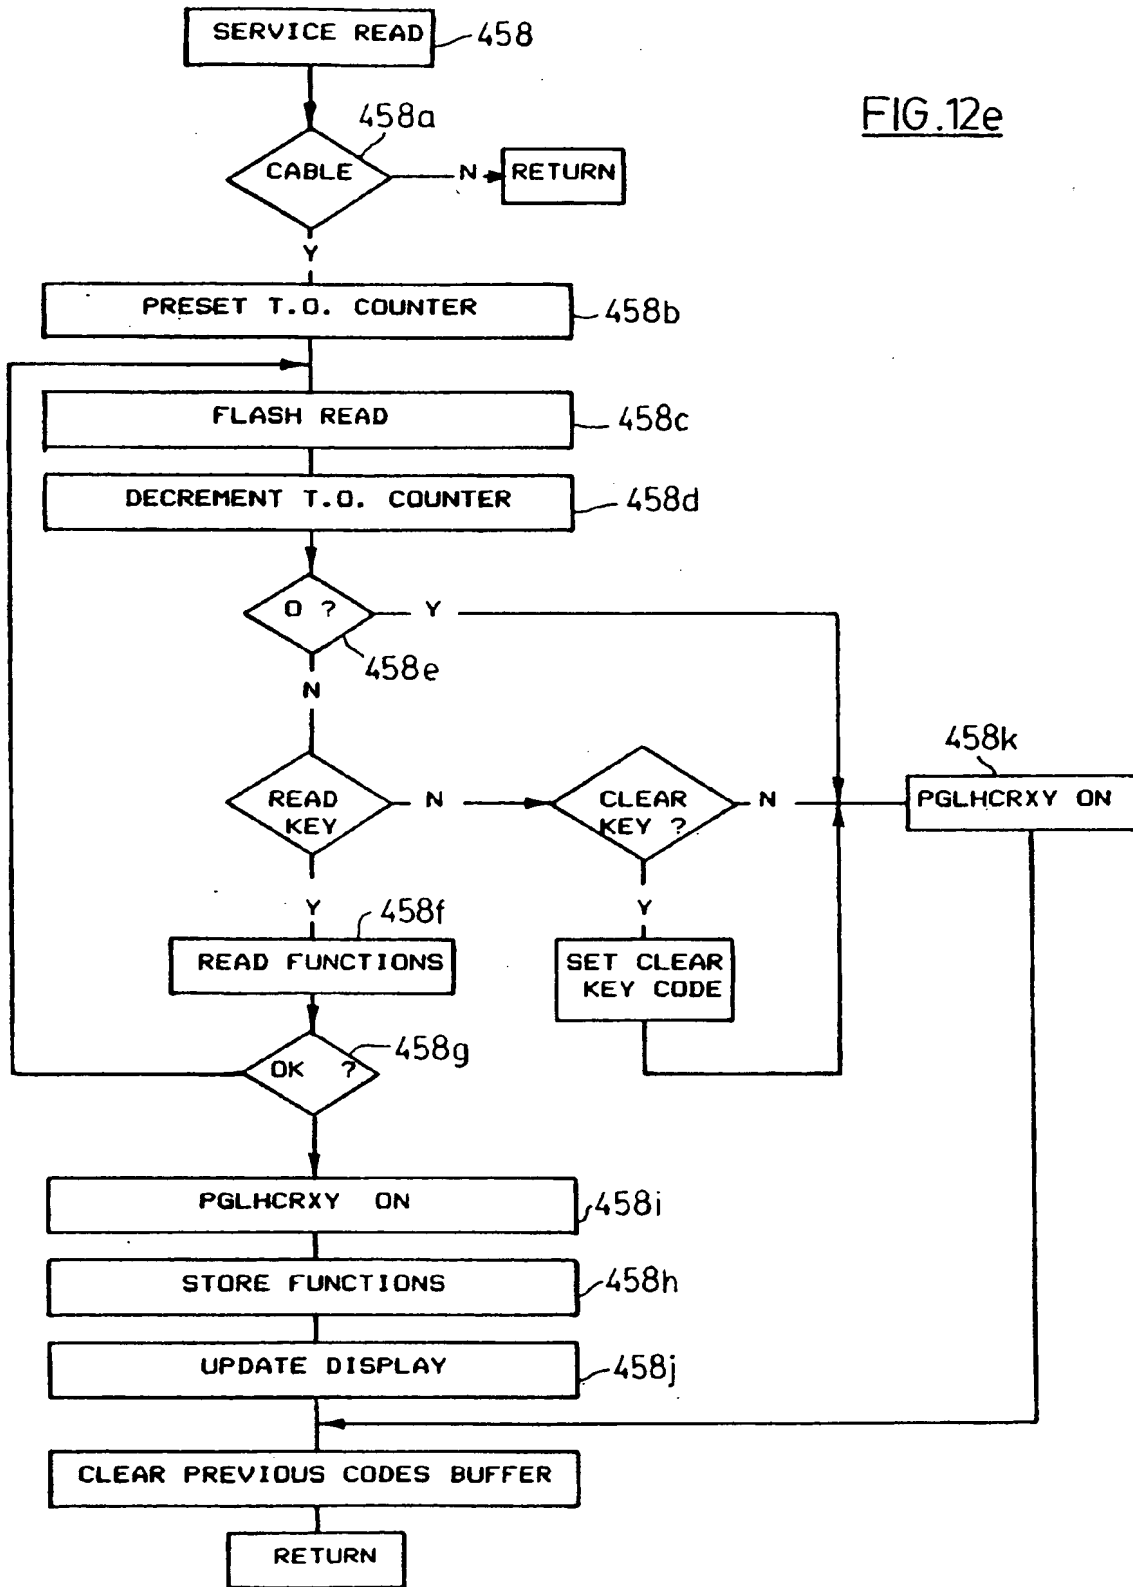 SERVICE READ
458
FIG.12e
458a
CABLE
N
RETURN
Y
PRESET T.O. COUNTER
458b
FLASH READ
458c
DECREMENT T.O. COUNTER
458d
0 ?
Y
458e
N
458k
READ
KEY
N
CLEAR
KEY ?
N
PGLHCRXY ON
Y
458f
Y
READ FUNCTIONS
SET CLEAR
KEY CODE
OK ?
458g
PGLHCRXY ON
458i
STORE FUNCTIONS
458h
UPDATE DISPLAY
458j
CLEAR PREVIOUS CODES BUFFER
RETURN